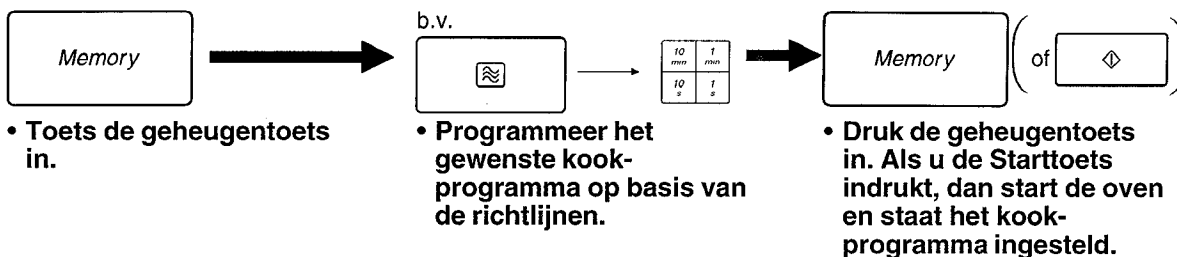 b.v.
Memory
10 min 1 min
10 s 1 s
Memory
of
• Toets de geheugentoets
in.
• Programmeer het
gewenste kook-
programma op basis van
de richtlijnen.
• Druk de geheugentoets
in. Als u de Starttoets
indrukt, dan start de oven
en staat het kook-
programma ingesteld.